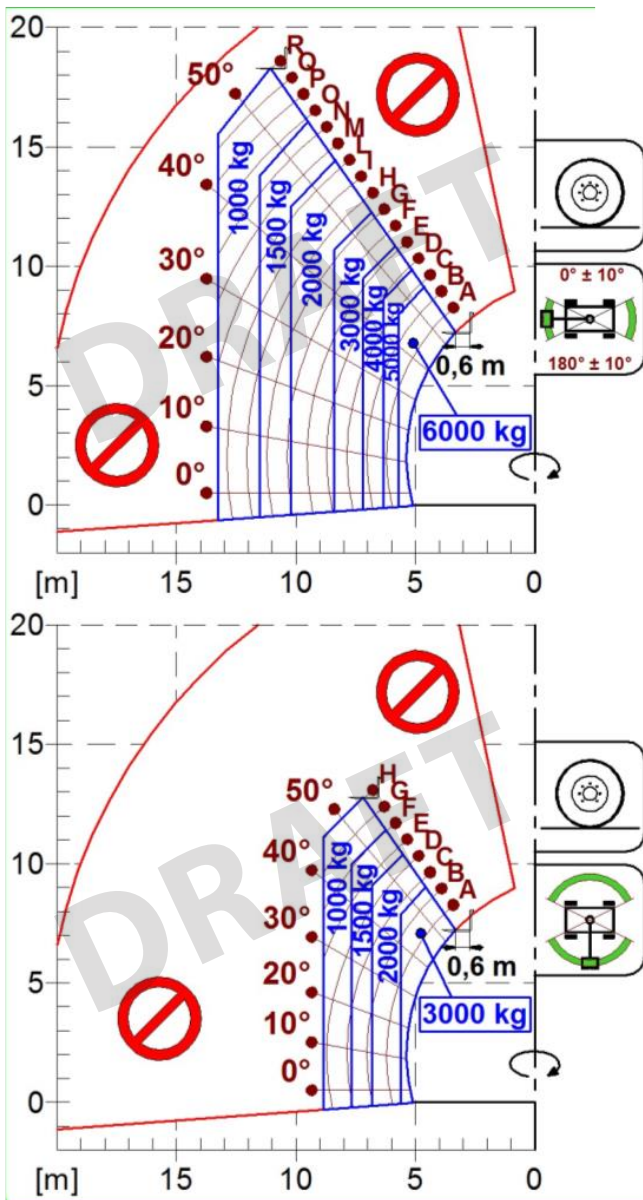 20
15
10
5
0
[m]
15
10
5
0
50°
40°
30°
20°
10°
0°
R
Q
P
O
N
M
L
I
H
G
F
E
D
C
B
A
1000 kg
1500 kg
2000 kg
3000 kg
4000 kg
5000 kg
6000 kg
0,6 m
0° ± 10°
180° ± 10°
DRAFT
20
15
10
5
0
[m]
15
10
5
0
50°
40°
30°
20°
10°
0°
H
G
F
E
D
C
B
A
1000 kg
1500 kg
2000 kg
3000 kg
0,6 m
DRAFT